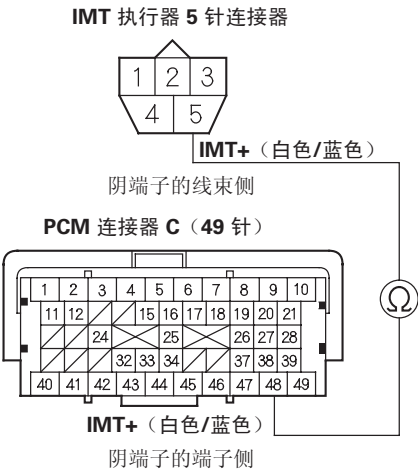 IMT 执行器 5 针连接器
1 2 3
4 5
IMT+（白色/蓝色）
阴端子的线束侧
PCM 连接器 C（49 针）
1 2 3 4 5 6 7 8 9 10
11 12 15 16 17 18 19 20 21
24 25 26 27 28
32 33 34 37 38 39
40 41 42 43 44 45 46 47 48 49
Ω
IMT+（白色/蓝色）
阴端子的端子侧